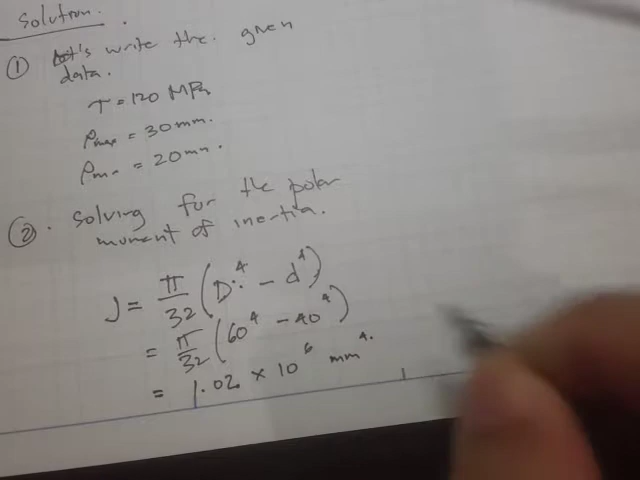 Solution.
① Let's write the given
data.
τ = 120 MPa
ρmax = 30mm.
ρmin = 20mm.
②. Solving for the polar
moment of inertia.
J = π/32 (D⁴ - d⁴)
= π/32 (60⁴ - 40⁴)
= 1.02 × 10⁶ mm⁴.